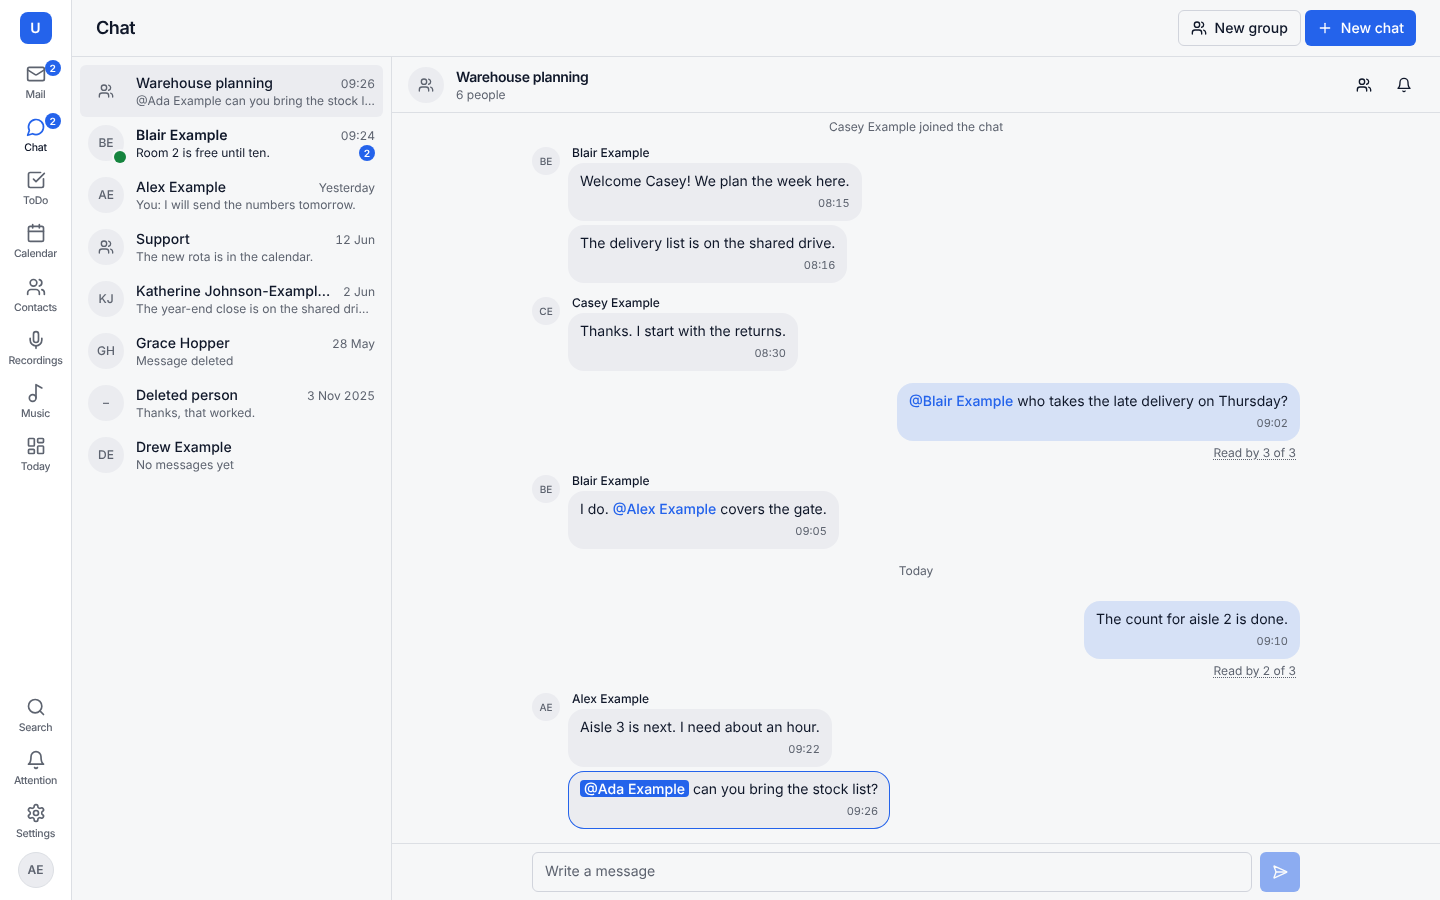 U
Mail
2
Chat
2
ToDo
Calendar
Contacts
Recordings
Music
Today
Search
Attention
Settings
AE
Chat
New group
New chat
Warehouse planning
09:26
@Ada Example can you bring the stock l...
BE
Blair Example
09:24
Room 2 is free until ten.
2
AE
Alex Example
Yesterday
You: I will send the numbers tomorrow.
Support
12 Jun
The new rota is in the calendar.
KJ
Katherine Johnson-Exampl...
2 Jun
The year-end close is on the shared dri...
GH
Grace Hopper
28 May
Message deleted
–
Deleted person
3 Nov 2025
Thanks, that worked.
DE
Drew Example
No messages yet
Warehouse planning
6 people
Casey Example joined the chat
BE
Blair Example
Welcome Casey! We plan the week here.
08:15
The delivery list is on the shared drive.
08:16
CE
Casey Example
Thanks. I start with the returns.
08:30
@Blair Example who takes the late delivery on Thursday?
09:02
Read by 3 of 3
BE
Blair Example
I do. @Alex Example covers the gate.
09:05
Today
The count for aisle 2 is done.
09:10
Read by 2 of 3
AE
Alex Example
Aisle 3 is next. I need about an hour.
09:22
@Ada Example can you bring the stock list?
09:26
Write a message